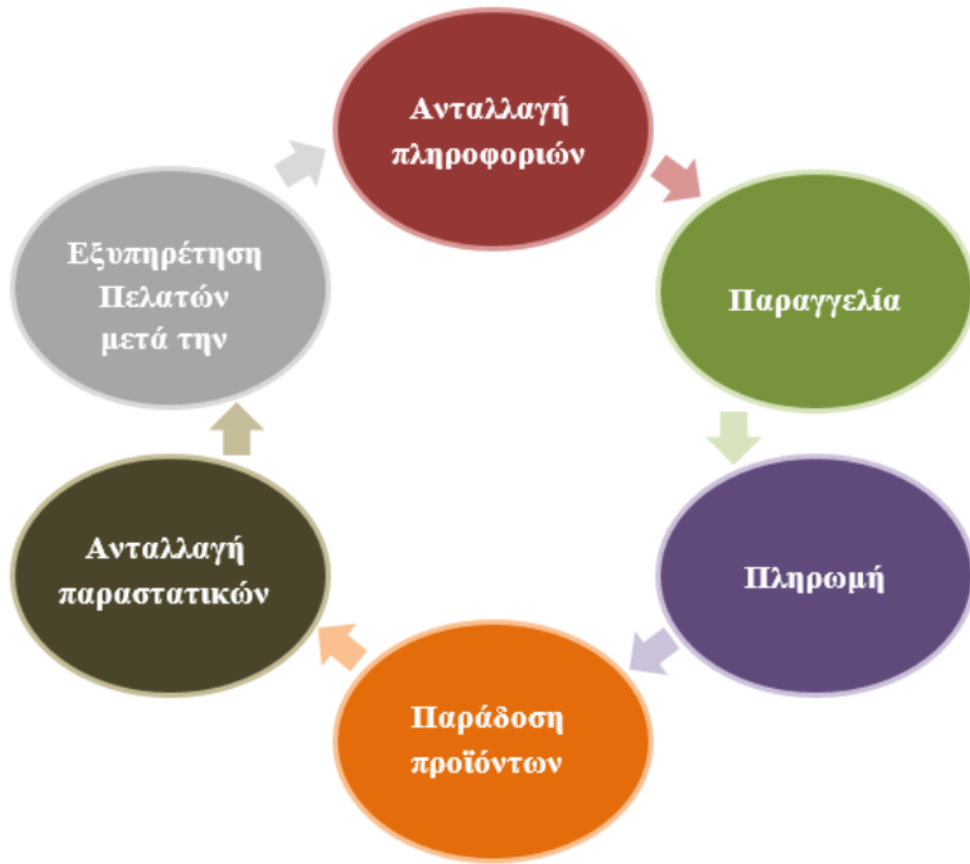 Ανταλλαγή
πληροφοριών
Παραγγελία
Πληρωμή
Παράδοση
προϊόντων
Ανταλλαγή
παραστατικών
Εξυπηρέτηση
Πελατών
μετά την